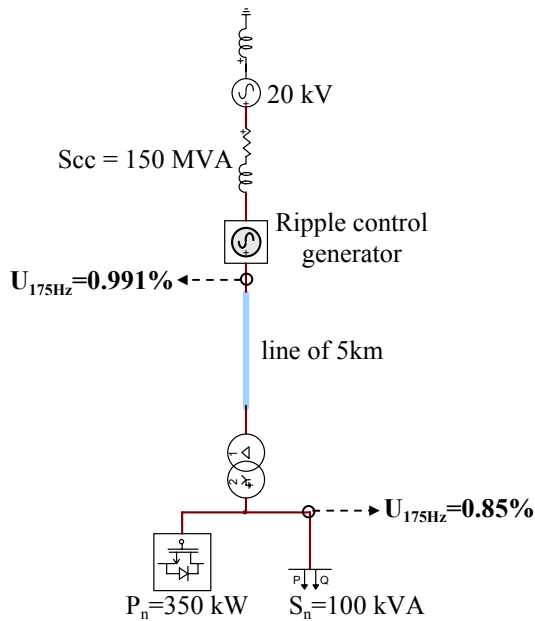 20 kV
Scc = 150 MVA
Ripple control
generator
U175Hz=0.991%
line of 5km
1
2
U175Hz=0.85%
P Q
Pn=350 kW
Sn=100 kVA